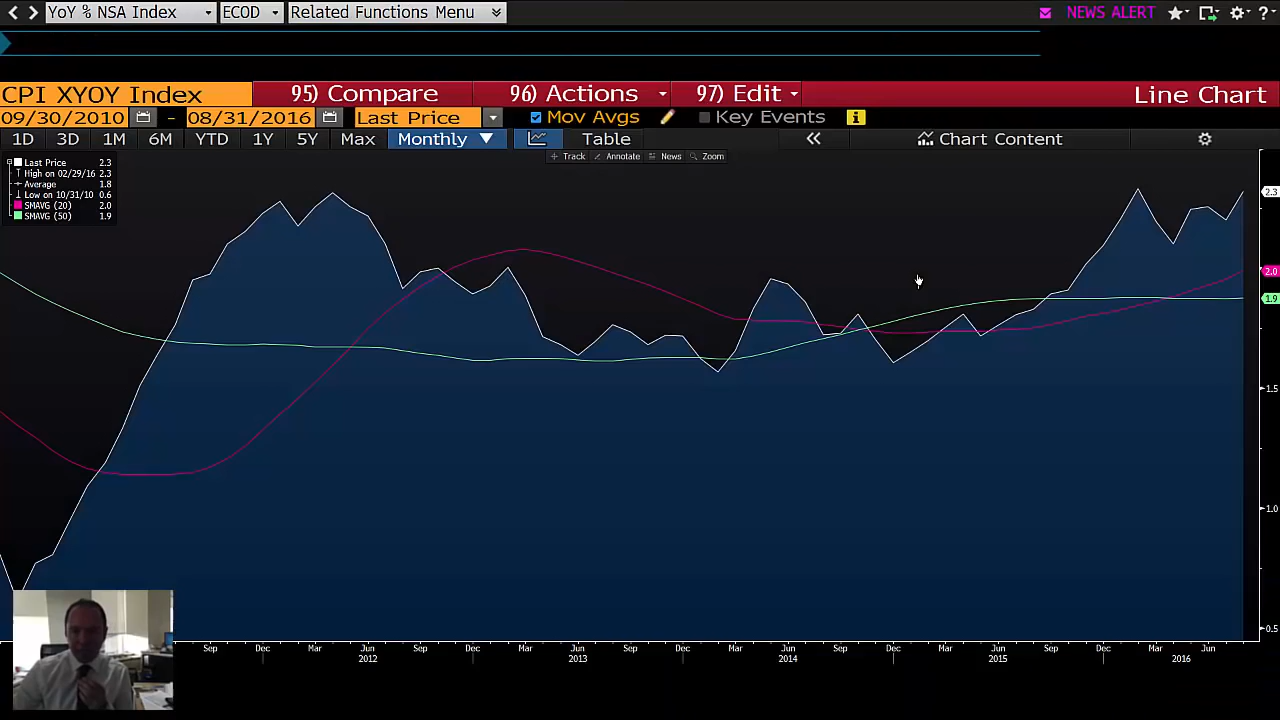 YoY % NSA Index ECOD Related Functions Menu NEWS ALERT ?
CPI XYOY Index 95) Compare 96) Actions 97) Edit Line Chart
09/30/2010 - 08/31/2016 Last Price Mov Avgs Key Events i
1D 3D 1M 6M YTD 1Y 5Y Max Monthly ▼ Table « Chart Content
Track Annotate News Zoom
Last Price 2.3
High on 02/29/16 2.3
Average 1.8
Low on 10/31/10 0.6
SMAVG (20) 2.0
SMAVG (50) 1.9
2.3
2.0
1.9
1.5
1.0
0.5
Sep Dec Mar Jun Sep Dec Mar Jun Sep Dec Mar Jun Sep Dec Mar Jun Sep Dec Mar Jun
2012 2013 2014 2015 2016